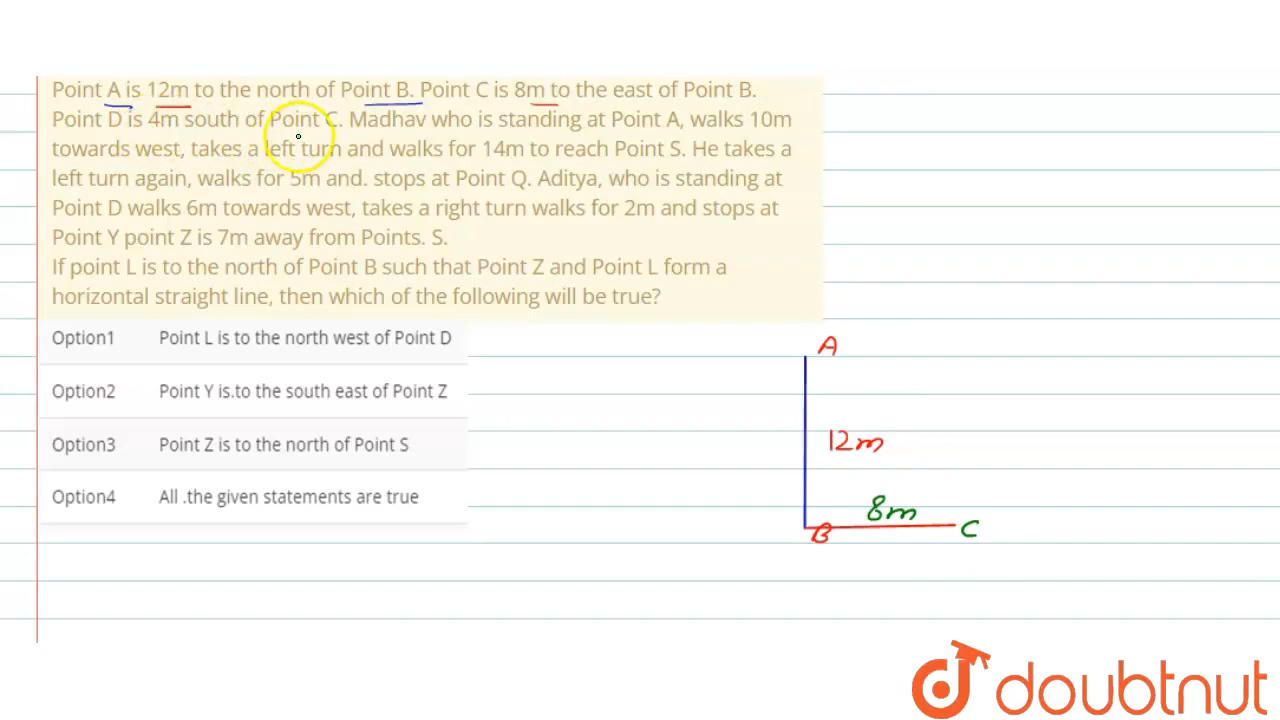 Point A is 12m to the north of Point B. Point C is 8m to the east of Point B.
Point D is 4m south of Point C. Madhav who is standing at Point A, walks 10m
towards west, takes a left turn and walks for 14m to reach Point S. He takes a
left turn again, walks for 5m and. stops at Point Q. Aditya, who is standing at
Point D walks 6m towards west, takes a right turn walks for 2m and stops at
Point Y point Z is 7m away from Points. S.
If point L is to the north of Point B such that Point Z and Point L form a
horizontal straight line, then which of the following will be true?
Option1 Point L is to the north west of Point D
Option2 Point Y is.to the south east of Point Z
Option3 Point Z is to the north of Point S
Option4 All .the given statements are true
A
12m
8m
B
C
doubtnut